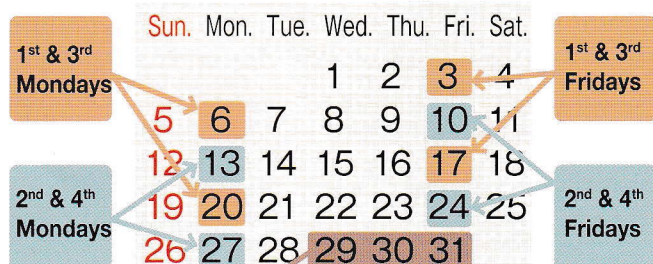 Sun. Mon. Tue. Wed. Thu. Fri. Sat.
1st & 3rd
Mondays
1st & 3rd
Fridays
1 2 3 4
5 6 7 8 9 10 11
12 13 14 15 16 17 18
2nd & 4th
Mondays
2nd & 4th
Fridays
19 20 21 22 23 24 25
26 27 28 29 30 31